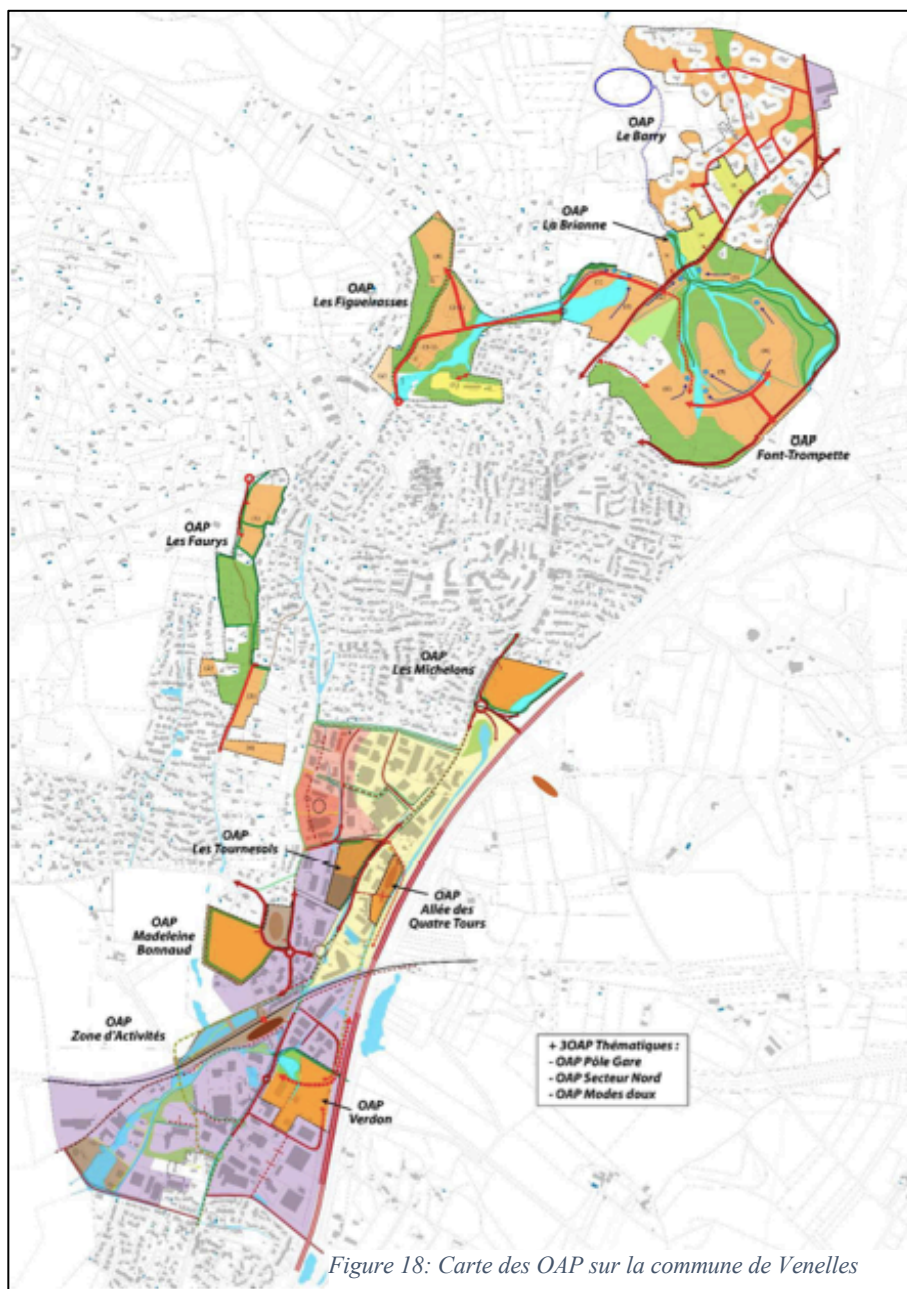 OAP
Le Barry
OAP
La Brianne
OAP
Les Figueirasses
OAP
Font-Trompette
OAP
Les Faurys
OAP
Les Michelons
OAP
Les Tournesols
OAP
Allée des
Quatre Tours
OAP
Madeleine
Bonnaud
OAP
Zone d'Activités
+ 3OAP Thématiques :
- OAP Pôle Gare
- OAP Secteur Nord
- OAP Modes doux
OAP
Verdon
Figure 18: Carte des OAP sur la commune de Venelles